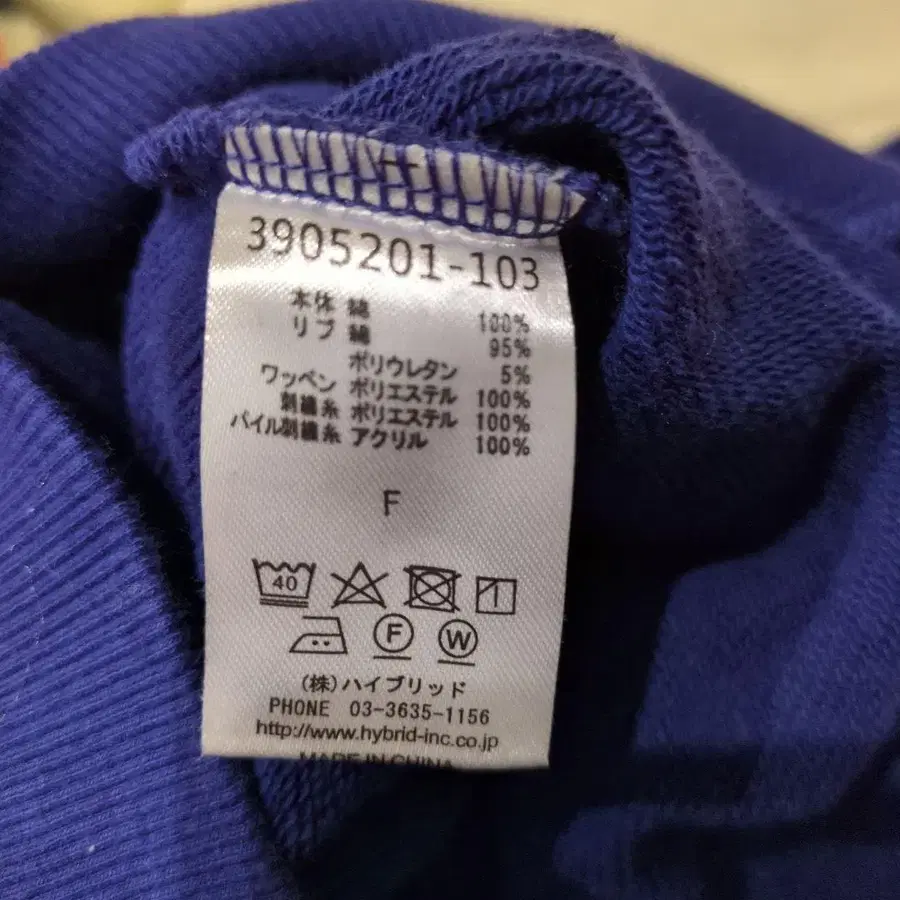 3905201-103
本体 綿 100%
リブ 綿 95%
ポリウレタン 5%
ワッペン ポリエステル 100%
刺繍糸 ポリエステル 100%
パイル刺繍糸 アクリル 100%
F
40
F W
(株)ハイブリッド
PHONE 03-3635-1156
http://www.hybrid-inc.co.jp
MADE IN CHINA